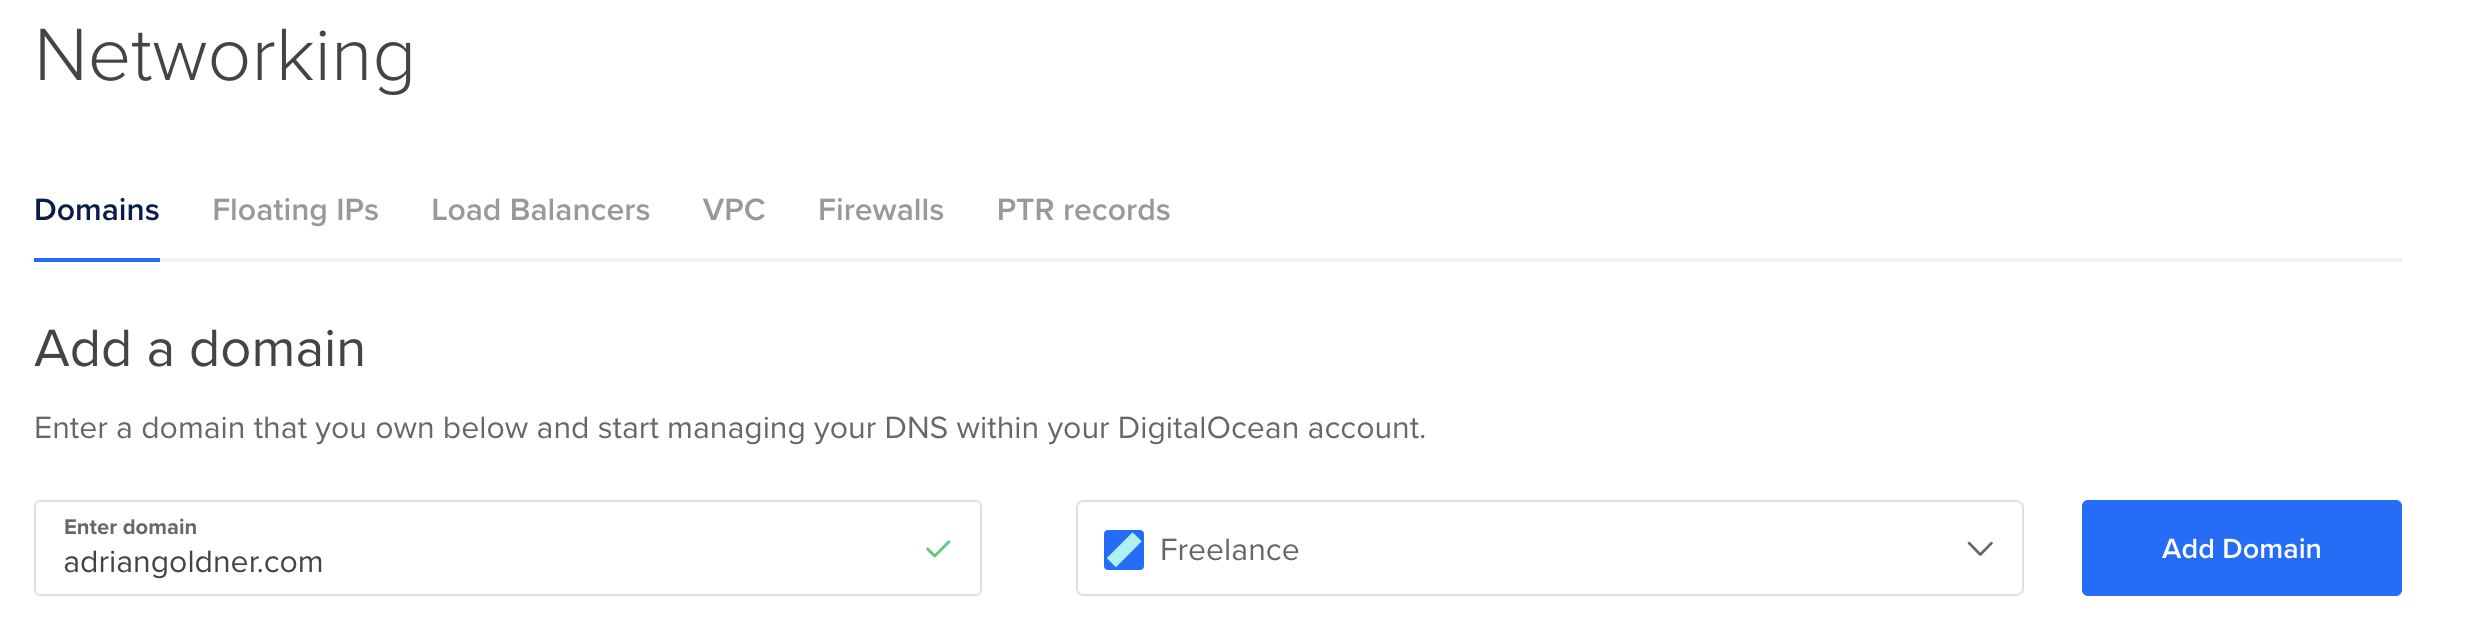 Networking
Domains Floating IPs Load Balancers VPC Firewalls PTR records
Add a domain
Enter a domain that you own below and start managing your DNS within your DigitalOcean account.
Enter domain
adriangoldner.com
Freelance
Add Domain